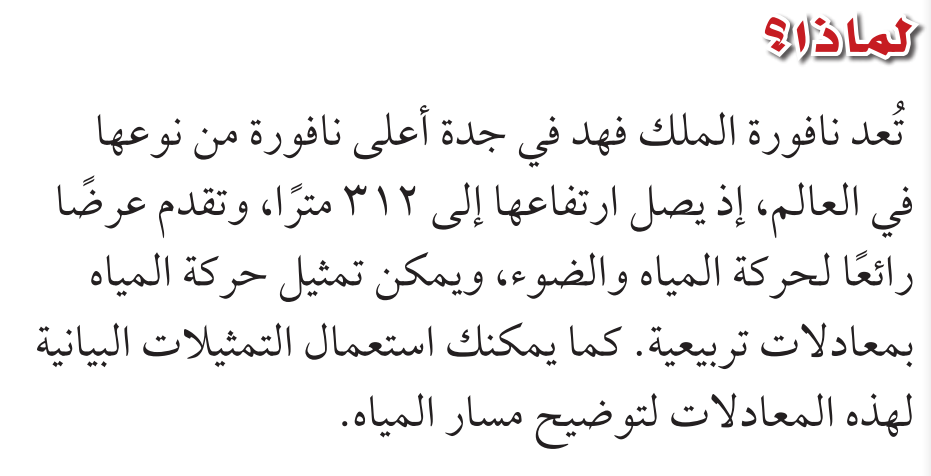 لماذا؟
تُعد نافورة الملك فهد في جدة أعلى نافورة من نوعها
في العالم، إذ يصل ارتفاعها إلى ٣١٢ مترًا، وتقدم عرضًا
رائعًا لحركة المياه والضوء، ويمكن تمثيل حركة المياه
بمعادلات تربيعية. كما يمكنك استعمال التمثيلات البيانية
لهذه المعادلات لتوضيح مسار المياه.